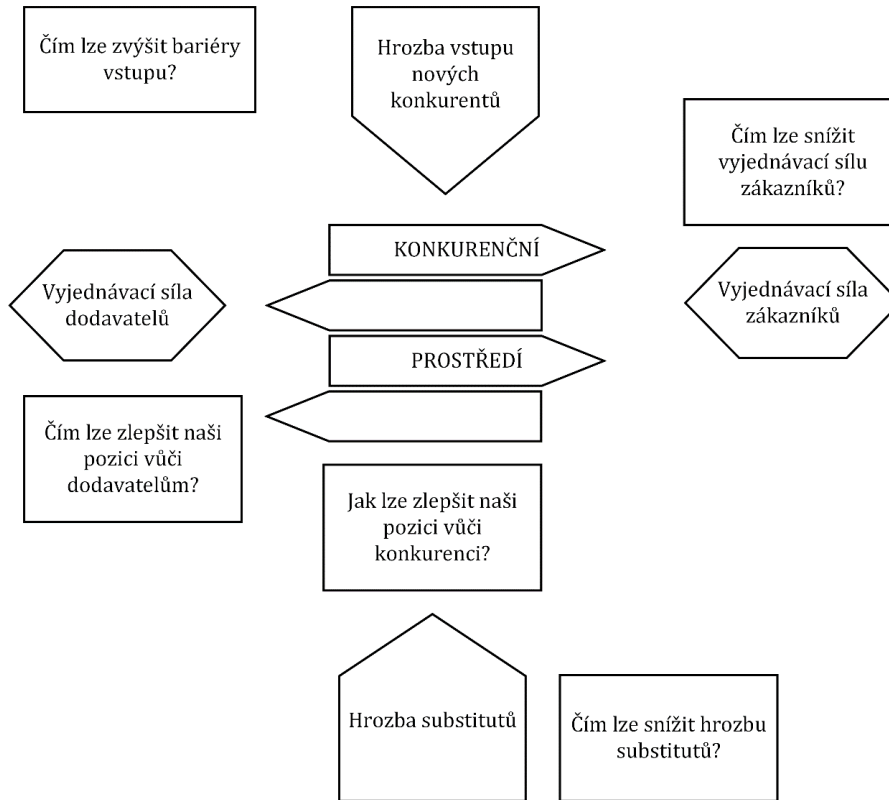 Čím lze zvýšit bariéry
vstupu?
Hrozba vstupu
nových
konkurentů
Čím lze snížit
vyjednávací sílu
zákazníků?
KONKURENČNÍ
Vyjednávací síla
dodavatelů
Vyjednávací síla
zákazníků
PROSTŘEDÍ
Čím lze zlepšit naši
pozici vůči
dodavatelům?
Jak lze zlepšit naši
pozici vůči
konkurenci?
Hrozba substitutů
Čím lze snížit hrozbu
substitutů?